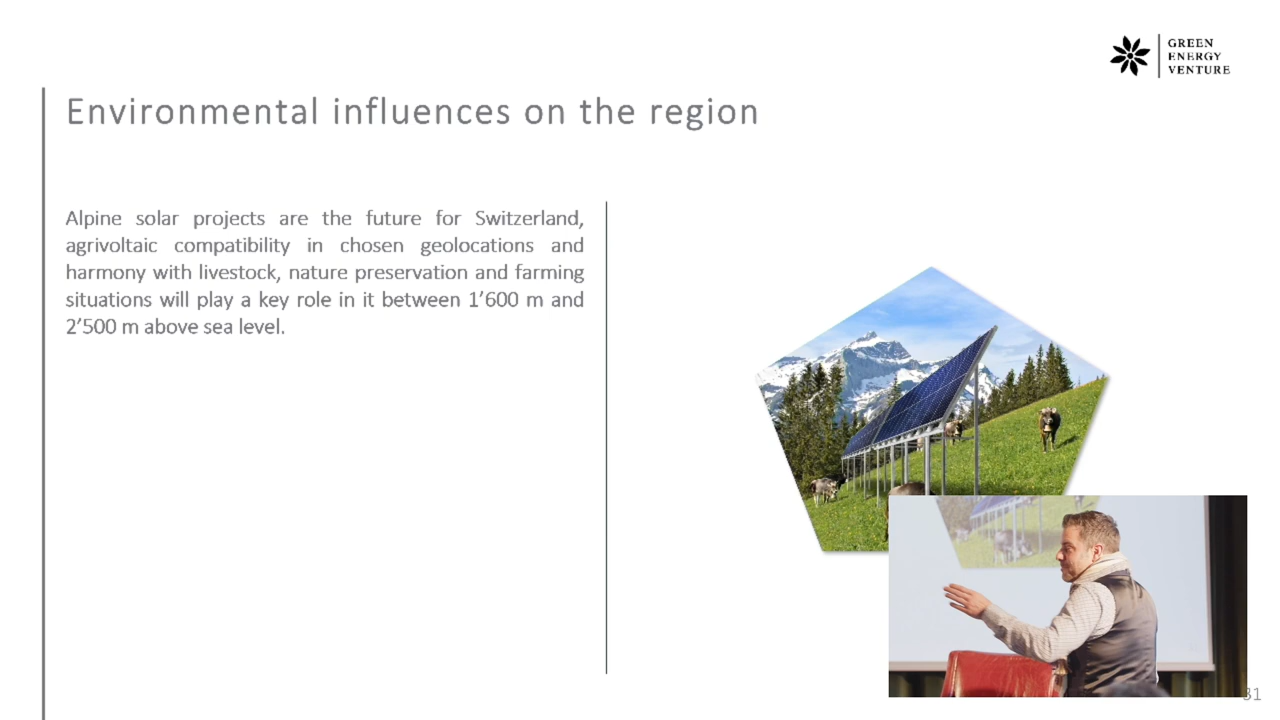 GREEN
ENERGY
VENTURE
Environmental influences on the region
Alpine solar projects are the future for Switzerland,
agrivoltaic compatibility in chosen geolocations and
harmony with livestock, nature preservation and farming
situations will play a key role in it between 1’600 m and
2’500 m above sea level.
31